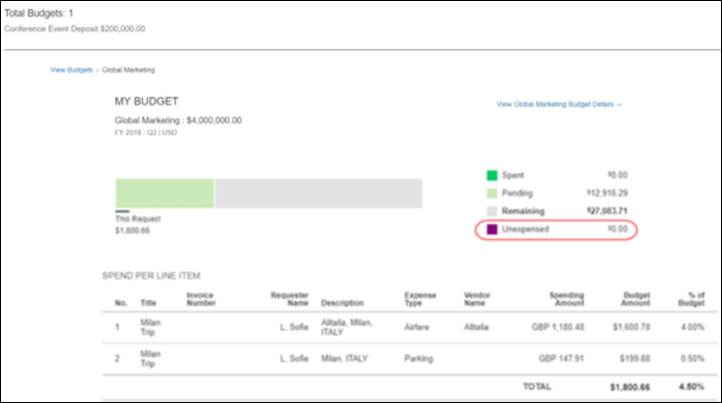 Total Budgets: 1
Conference Event Deposit $200,000.00
View Budgets › Global Marketing
MY BUDGET
View Global Marketing Budget Details →
Global Marketing : $4,000,000.00
FY 2018 - Q2 | USD
Spent $0.00
Pending $12,916.29
Remaining $27,083.71
Unexpensed $0.00
This Request
$1,800.66
SPEND PER LINE ITEM
No. Title Invoice Number Requester Name Description Expense Type Vendor Name Spending Amount Budget Amount % of Budget
1 Milan Trip L. Sofie Alitalia, Milan, ITALY Airfare Alitalia GBP 1,180.48 $1,600.78 4.00%
2 Milan Trip L. Sofie Milan, ITALY Parking GBP 147.91 $199.88 0.50%
TOTAL $1,800.66 4.50%